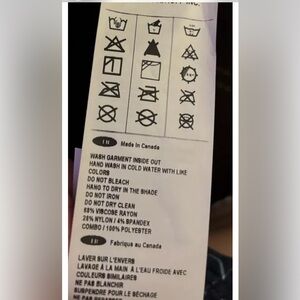 INC.
EN Made in Canada
WASH GARMENT INSIDE OUT
HAND WASH IN COLD WATER WITH LIKE
COLORS
DO NOT BLEACH
HANG TO DRY IN THE SHADE
DO NOT IRON
DO NOT DRY CLEAN
68% VISCOSE RAYON
28% NYLON / 4% SPANDEX
COMBO / 100% POLYESTER
FR Fabriqué au Canada
LAVER SUR L'ENVERS
LAVAGE À LA MAIN À L'EAU FROIDE AVEC
COULEURS SIMILAIRES
NE PAS BLANCHIR
SUSPENDRE POUR LE SÉCHAGE
NE PAS